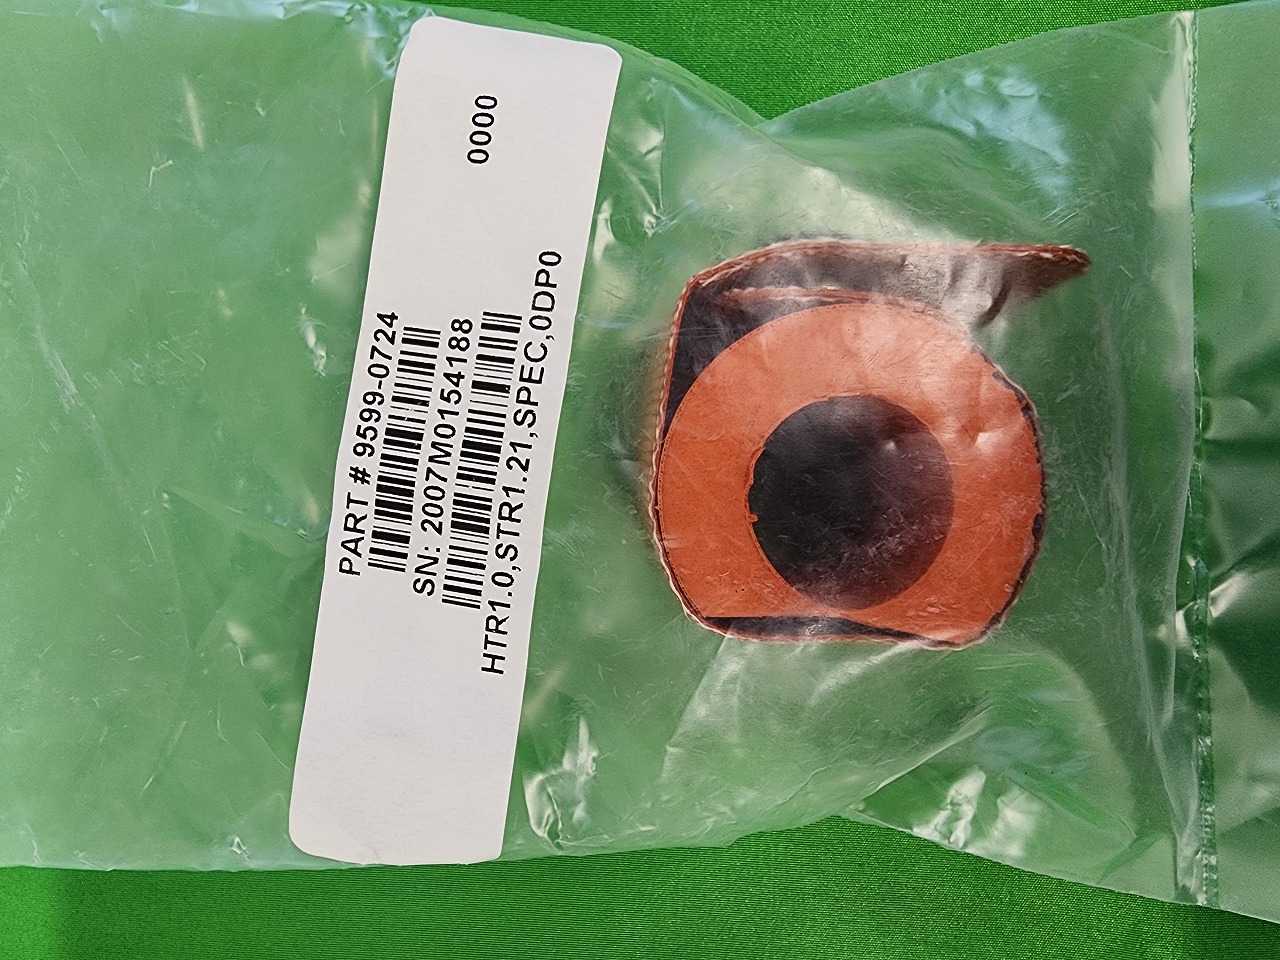 0000
PART # 9599-0724
SN: 2007M0154188
HTR1.0,STR1.21,SPEC,0DP0